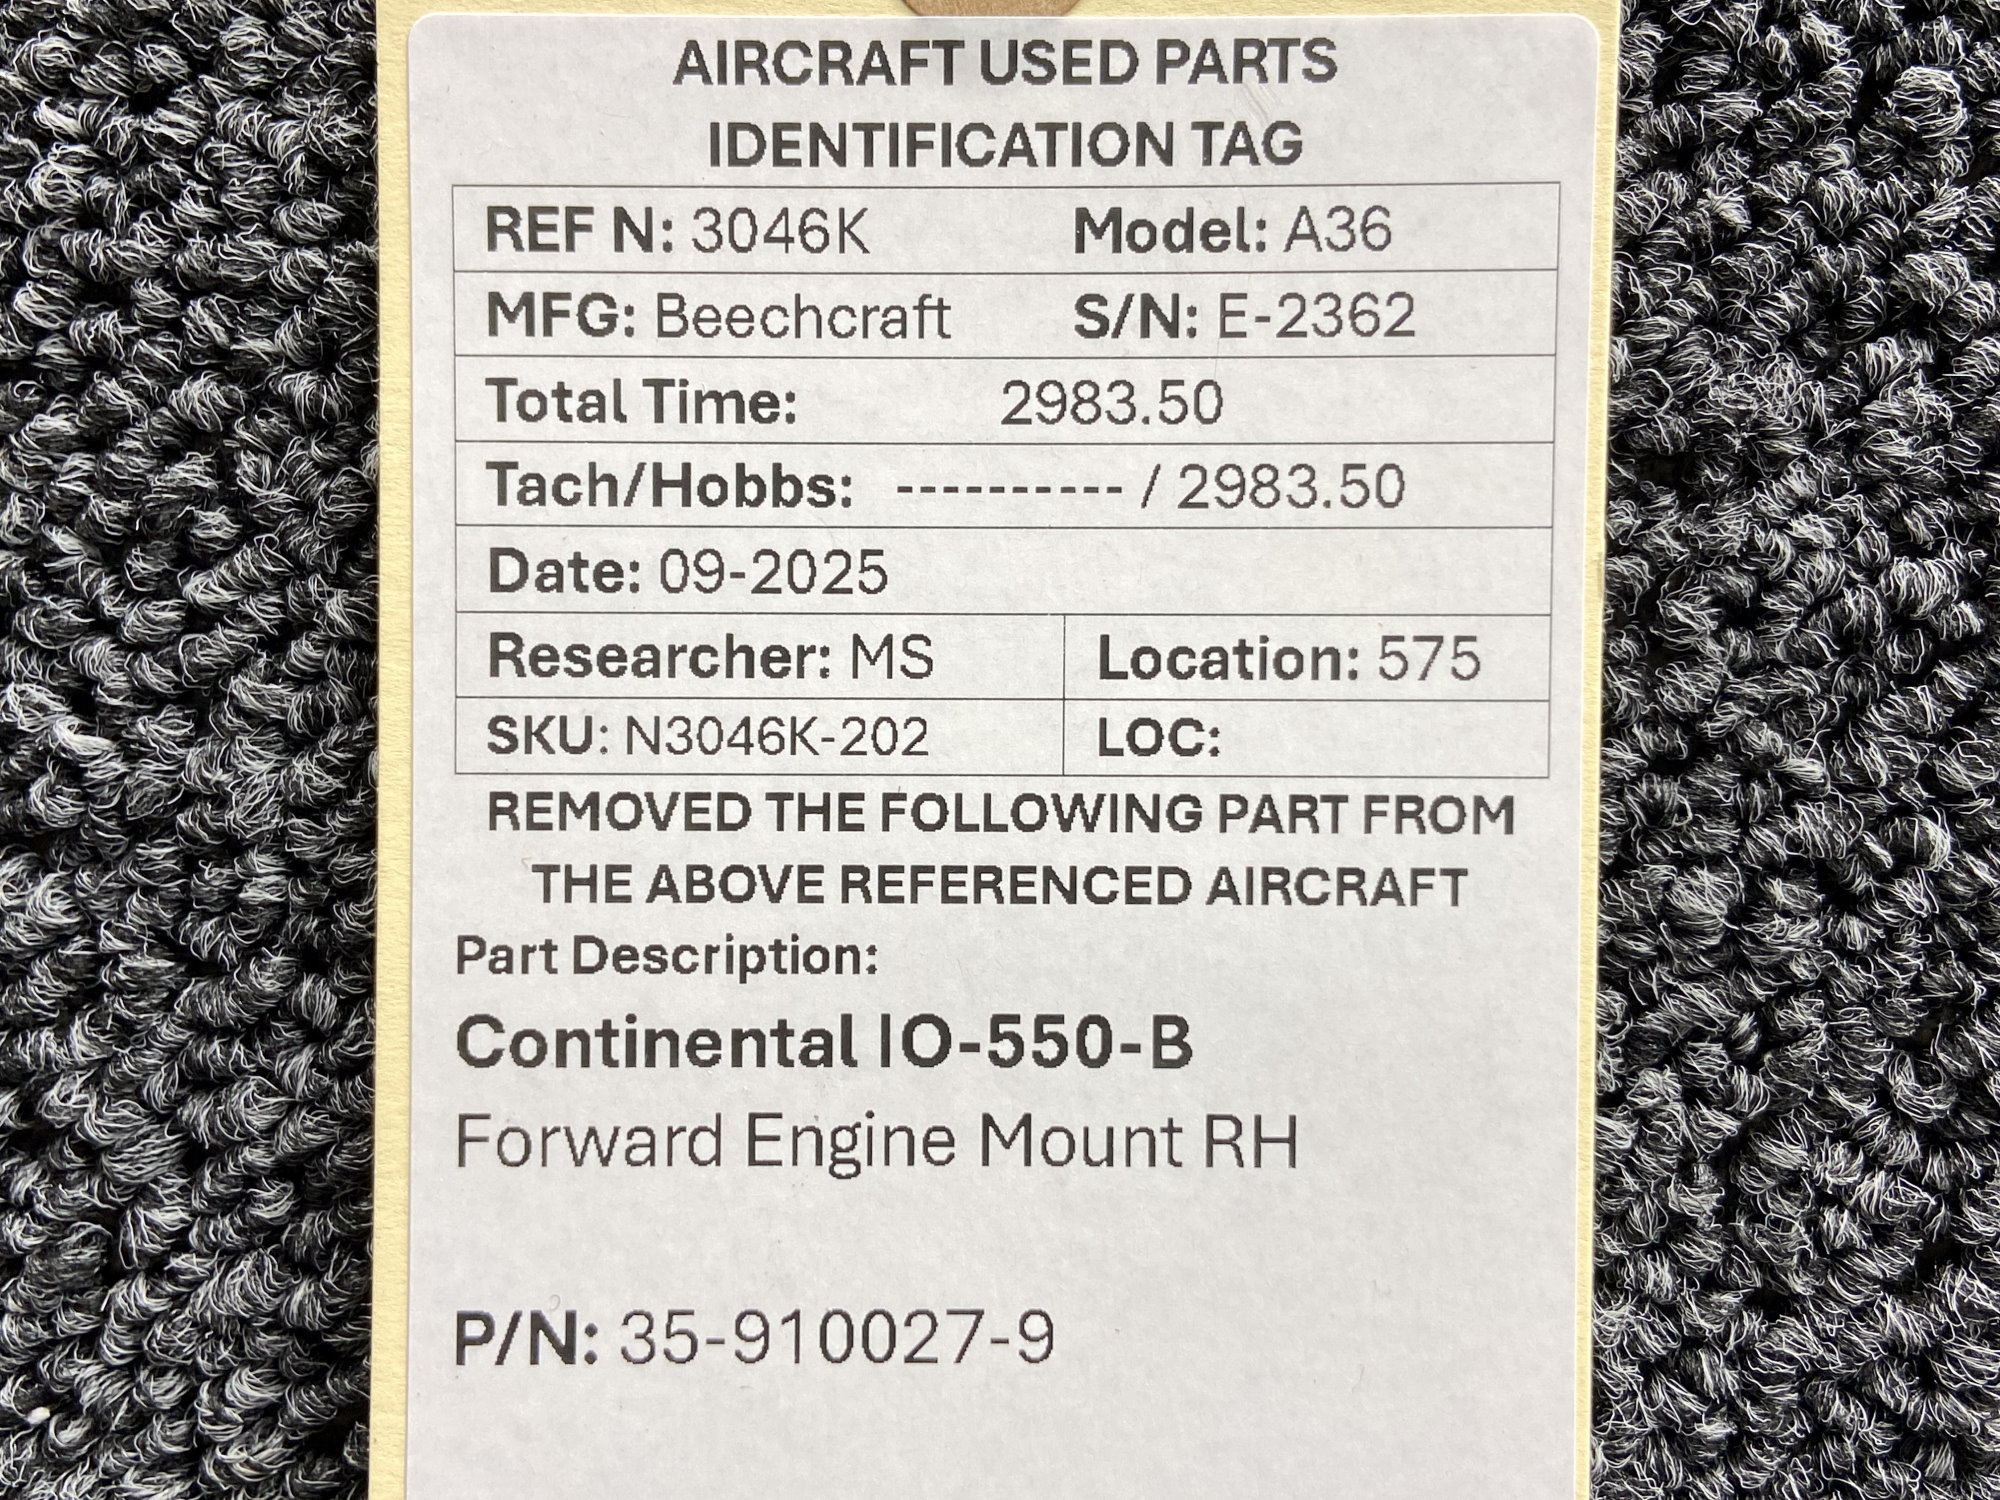 AIRCRAFT USED PARTS
IDENTIFICATION TAG
REF N: 3046K Model: A36
MFG: Beechcraft S/N: E-2362
Total Time: 2983.50
Tach/Hobbs: ---------- / 2983.50
Date: 09-2025
Researcher: MS Location: 575
SKU: N3046K-202 LOC:
REMOVED THE FOLLOWING PART FROM
THE ABOVE REFERENCED AIRCRAFT
Part Description:
Continental IO-550-B
Forward Engine Mount RH
P/N: 35-910027-9